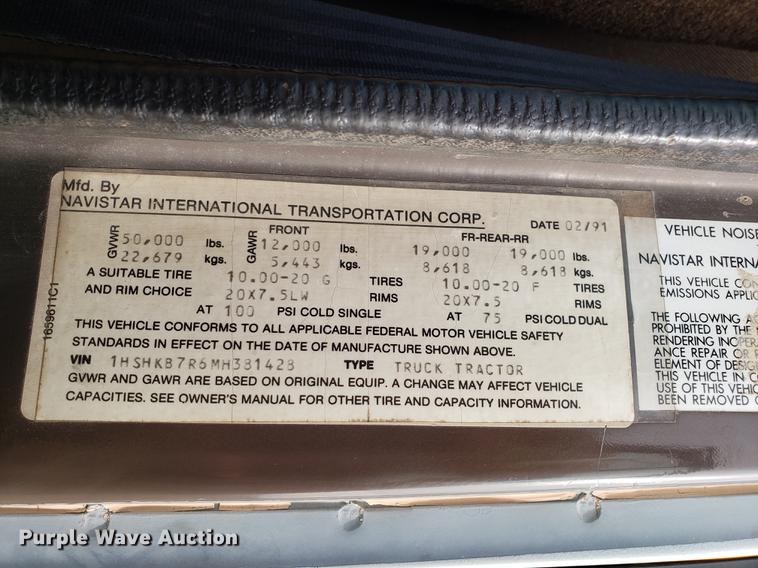 Mfd. By
NAVISTAR INTERNATIONAL TRANSPORTATION CORP. DATE 02/91
GVWR 50,000 lbs. GAWR FRONT 12,000 lbs. FR-REAR-RR 19,000 19,000 lbs.
22,679 kgs. 5,443 kgs. 8,618 8,618 kgs.
A SUITABLE TIRE 10.00-20 G TIRES 10.00-20 F TIRES
AND RIM CHOICE 20X7.5LW RIMS 20X7.5 RIMS
AT 100 PSI COLD SINGLE AT 75 PSI COLD DUAL
THIS VEHICLE CONFORMS TO ALL APPLICABLE FEDERAL MOTOR VEHICLE SAFETY
STANDARDS IN EFFECT ON THE DATE OF MANUFACTURE SHOWN ABOVE.
VIN 1HSHKB7R6MH381428 TYPE TRUCK TRACTOR
GVWR AND GAWR ARE BASED ON ORIGINAL EQUIP. A CHANGE MAY AFFECT VEHICLE
CAPACITIES. SEE OWNER'S MANUAL FOR OTHER TIRE AND CAPACITY INFORMATION.
1659611C1
VEHICLE NOISE
NAVISTAR INTERNA
THIS VEHICLE CO
EMISSIONS APPLIC
THE FOLLOWING AC
PROHIBITED BY THE
RENDERING INOPER
ANCE REPAIR OR
ELEMENT OF DESIG
THIS VEHICLE IN C
USE OF THIS VEHIC
BEEN REMOVED O
Purple Wave Auction